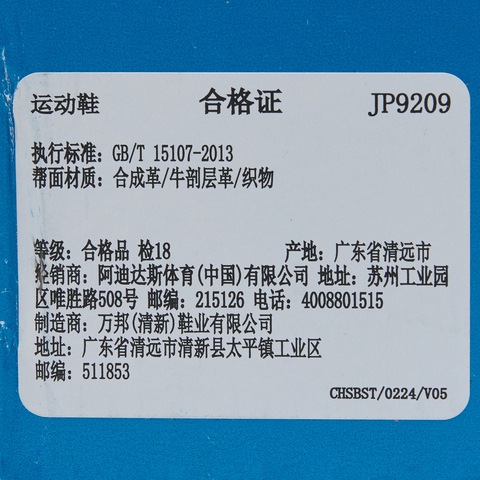 运动鞋 合格证 JP9209
执行标准：GB/T 15107-2013
帮面材质：合成革/牛剖层革/织物
等级：合格品 检18 产地：广东省清远市
经销商：阿迪达斯体育(中国)有限公司 地址：苏州工业园
区唯胜路508号 邮编：215126 电话：4008801515
制造商：万邦(清新)鞋业有限公司
地址：广东省清远市清新县太平镇工业区
邮编：511853
CHSBST/0224/V05